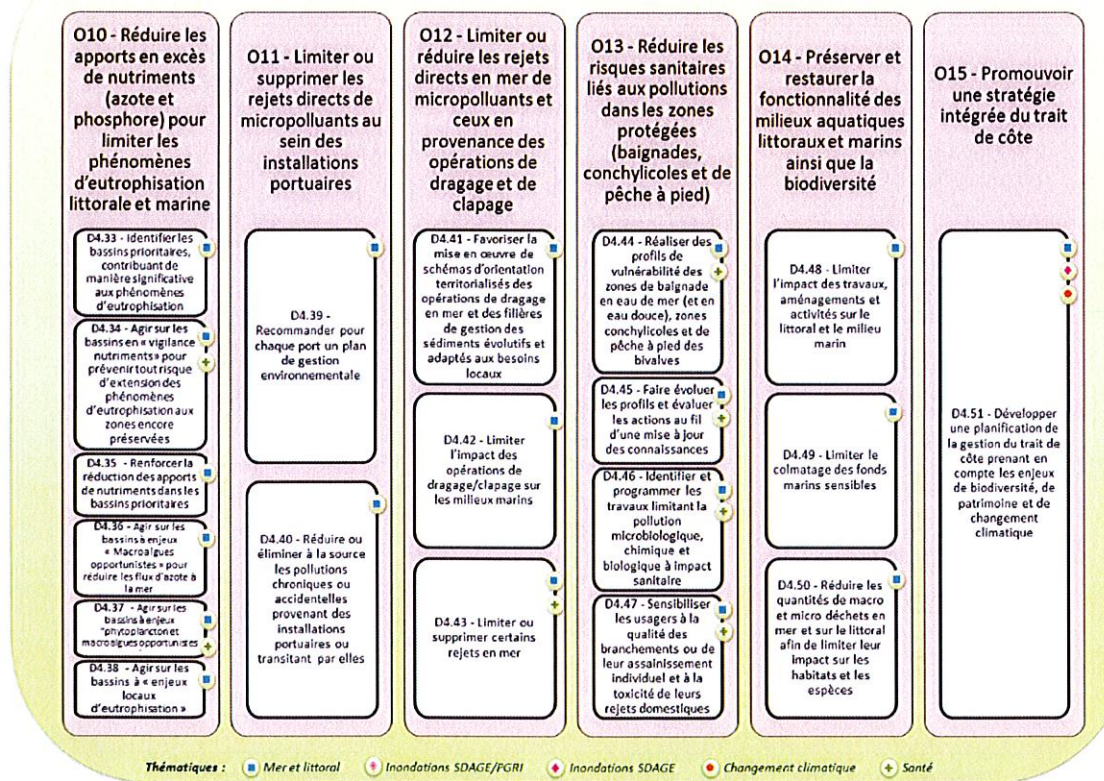 O10 - Réduire les
apports en excès
de nutriments
(azote et
phosphore) pour
limiter les
phénomènes
d'eutrophisation
littorale et marine
D4.33 - Identifier les
bassins prioritaires,
contribuant de
manière significative
aux phénomènes
d'eutrophisation
D4.34 - Agir sur les
bassins en « vigilance
nutriments » pour
prévenir tout risque
d'extension des
phénomènes
d'eutrophisation aux
zones encore
préservées
D4.35 - Renforcer la
réduction des apports
de nutriments dans les
bassins prioritaires
D4.36 - Agir sur les
bassins à enjeux
« Macroalgues
opportunistes » pour
réduire les flux d'azote à
la mer
D4.37 - Agir sur les
bassins à enjeux
"phytoplancton et
macroalgues opportunistes
D4.38 - Agir sur les
bassins à « enjeux
locaux
d'eutrophisation »
O11 - Limiter ou
supprimer les
rejets directs de
micropolluants au
sein des
installations
portuaires
D4.39 -
Recommander pour
chaque port un plan
de gestion
environnementale
D4.40 - Réduire ou
éliminer à la source
les pollutions
chroniques ou
accidentelles
provenant des
installations
portuaires ou
transitant par elles
O12 - Limiter ou
réduire les rejets
directs en mer de
micropolluants et
ceux en
provenance des
opérations de
dragage et de
clapage
D4.41 - Favoriser la
mise en œuvre de
schémas d'orientation
territorialisés des
opérations de dragage
en mer et des filières
de gestion des
sédiments évolutifs et
adaptés aux besoins
locaux
D4.42 - Limiter
l'impact des
opérations de
dragage/clapage sur
les milieux marins
D4.43 - Limiter ou
supprimer certains
rejets en mer
O13 - Réduire les
risques sanitaires
liés aux pollutions
dans les zones
protégées
(baignades,
conchylicoles et de
pêche à pied)
D4.44 - Réaliser des
profils de
vulnérabilité des
zones de baignade
en eau de mer (et en
eau douce), zones
conchylicoles et de
pêche à pied des
bivalves
D4.45 - Faire évoluer
les profils et évaluer
les actions au fil
d'une mise à jour
des connaissances
D4.46 - Identifier et
programmer les
travaux limitant la
pollution
microbiologique,
chimique et
biologique à impact
sanitaire
D4.47 - Sensibiliser
les usagers à la
qualité des
branchements ou de
leur assainissement
individuel et à la
toxicité de leurs
rejets domestiques
O14 - Préserver et
restaurer la
fonctionnalité des
milieux aquatiques
littoraux et marins
ainsi que la
biodiversité
D4.48 - Limiter
l'impact des travaux,
aménagements et
activités sur le
littoral et le milieu
marin
D4.49 - Limiter le
colmatage des fonds
marins sensibles
D4.50 - Réduire les
quantités de macro
et micro déchets en
mer et sur le littoral
afin de limiter leur
impact sur les
habitats et les
espèces
O15 - Promouvoir
une stratégie
intégrée du trait
de côte
D4.51 - Développer
une planification de
la gestion du trait de
côte prenant en
compte les enjeux
de biodiversité, de
patrimoine et de
changement
climatique
Thématiques : Mer et littoral Inondations SDAGE/PGRI Inondations SDAGE Changement climatique Santé